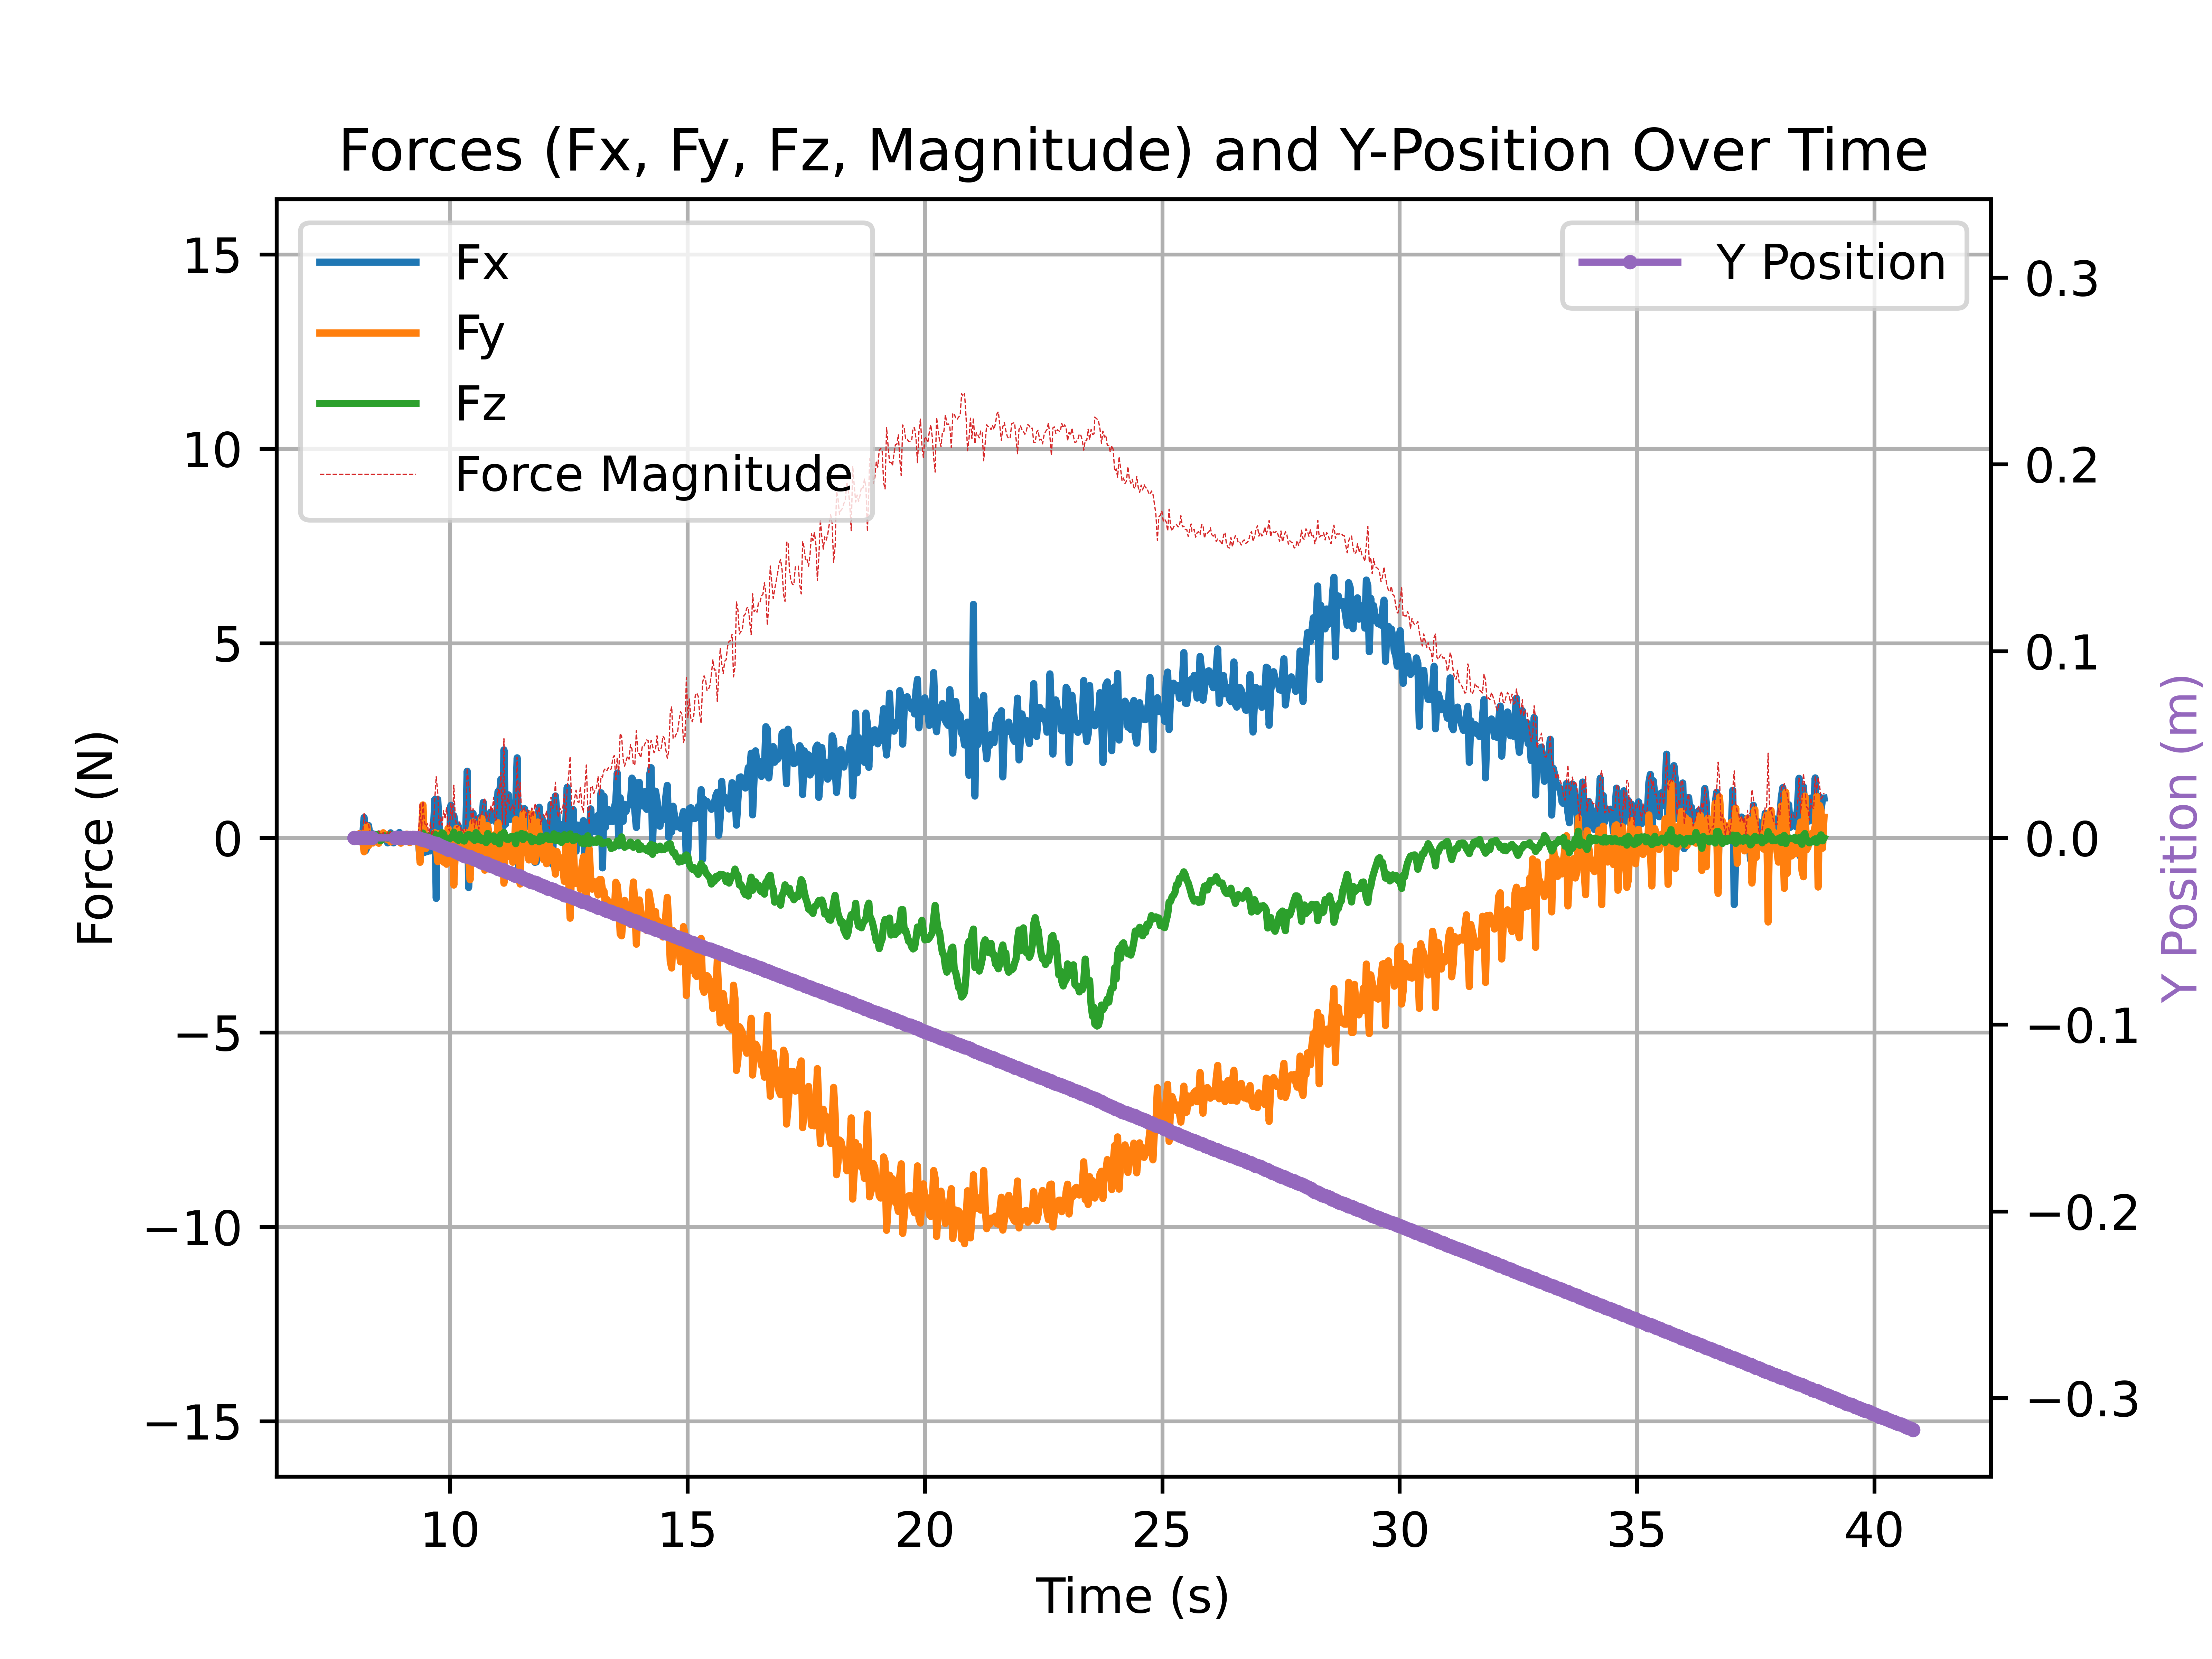 Forces (Fx, Fy, Fz, Magnitude) and Y-Position Over Time
Fx
Fy
Fz
Force Magnitude
Y Position
15
10
5
0
−5
−10
−15
Force (N)
0.3
0.2
0.1
0.0
−0.1
−0.2
−0.3
Y Position (m)
10 15 20 25 30 35 40
Time (s)